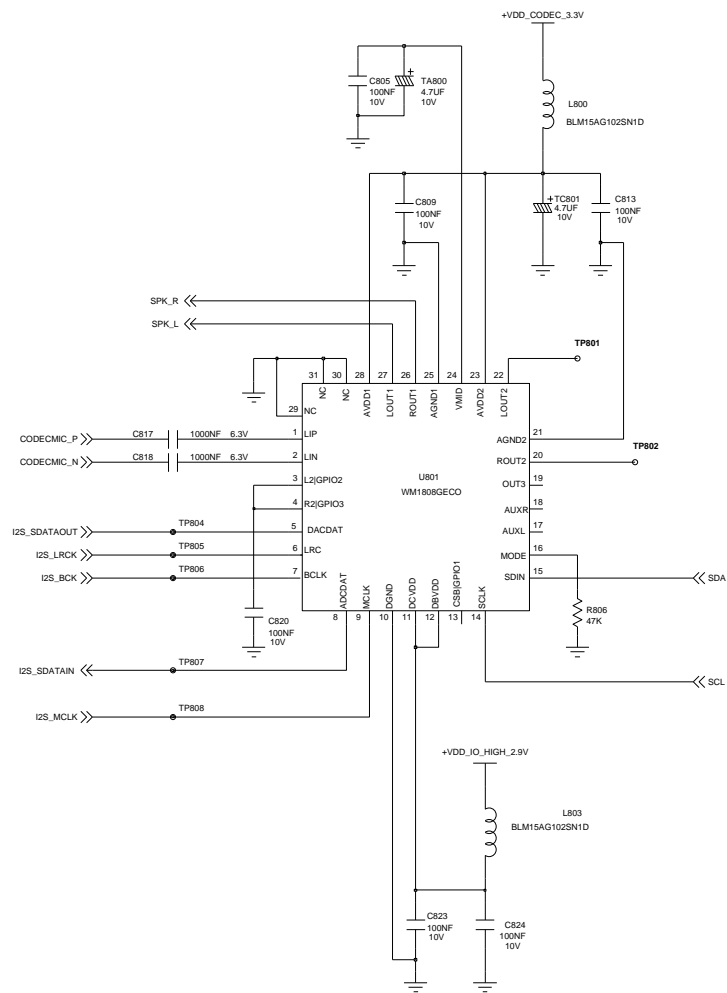 +VDD_CODEC_3.3V
C805
100NF
10V
TA800
4.7UF
10V
L800
BLM15AG102SN1D
C809
100NF
10V
TC801
4.7UF
10V
C813
100NF
10V
SPK_R
SPK_L
TP801
31 30 28 27 26 25 24 23 22
NC NC AVDD1 LOUT1 ROUT1 AGND1 VMID AVDD2 LOUT2
29 NC
CODECMIC_P C817 1000NF 6.3V 1 LIP
AGND2 21
CODECMIC_N C818 1000NF 6.3V 2 LIN
ROUT2 20 TP802
3 L2|GPIO2
U801
WM1808GECO
OUT3 19
4 R2|GPIO3
AUXR 18
I2S_SDATAOUT TP804 5 DACDAT
AUXL 17
I2S_LRCK TP805 6 LRC
MODE 16
I2S_BCK TP806 7 BCLK
SDIN 15 SDA
ADCDAT MCLK DGND DCVDD DBVDD CSB|GPIO1 SCLK
8 9 10 11 12 13 14
R806
47K
C820
100NF
10V
I2S_SDATAIN TP807
SCL
I2S_MCLK TP808
+VDD_IO_HIGH_2.9V
L803
BLM15AG102SN1D
C823
100NF
10V
C824
100NF
10V